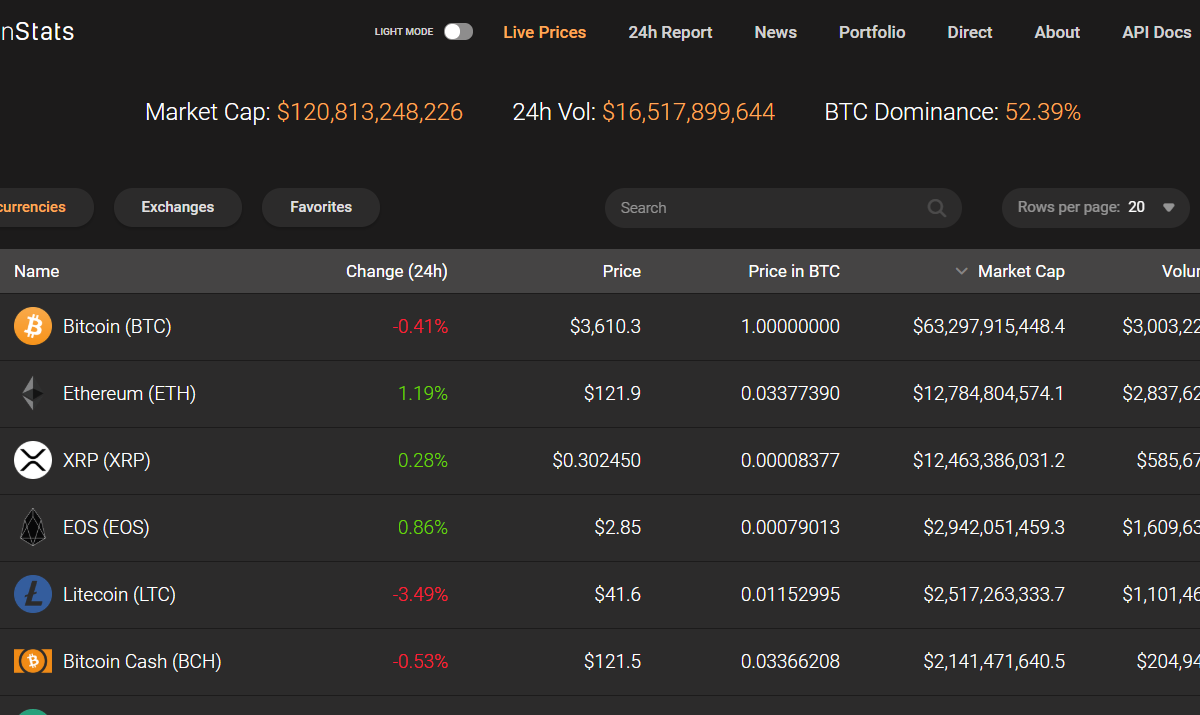 nStats
LIGHT MODE Live Prices 24h Report News Portfolio Direct About API Docs
Market Cap: $120,813,248,226 24h Vol: $16,517,899,644 BTC Dominance: 52.39%
currencies Exchanges Favorites Search Rows per page: 20
Name Change (24h) Price Price in BTC Market Cap Volu
Bitcoin (BTC) -0.41% $3,610.3 1.00000000 $63,297,915,448.4 $3,003,22
Ethereum (ETH) 1.19% $121.9 0.03377390 $12,784,804,574.1 $2,837,62
XRP (XRP) 0.28% $0.302450 0.00008377 $12,463,386,031.2 $585,67
EOS (EOS) 0.86% $2.85 0.00079013 $2,942,051,459.3 $1,609,63
Litecoin (LTC) -3.49% $41.6 0.01152995 $2,517,263,333.7 $1,101,46
Bitcoin Cash (BCH) -0.53% $121.5 0.03366208 $2,141,471,640.5 $204,94